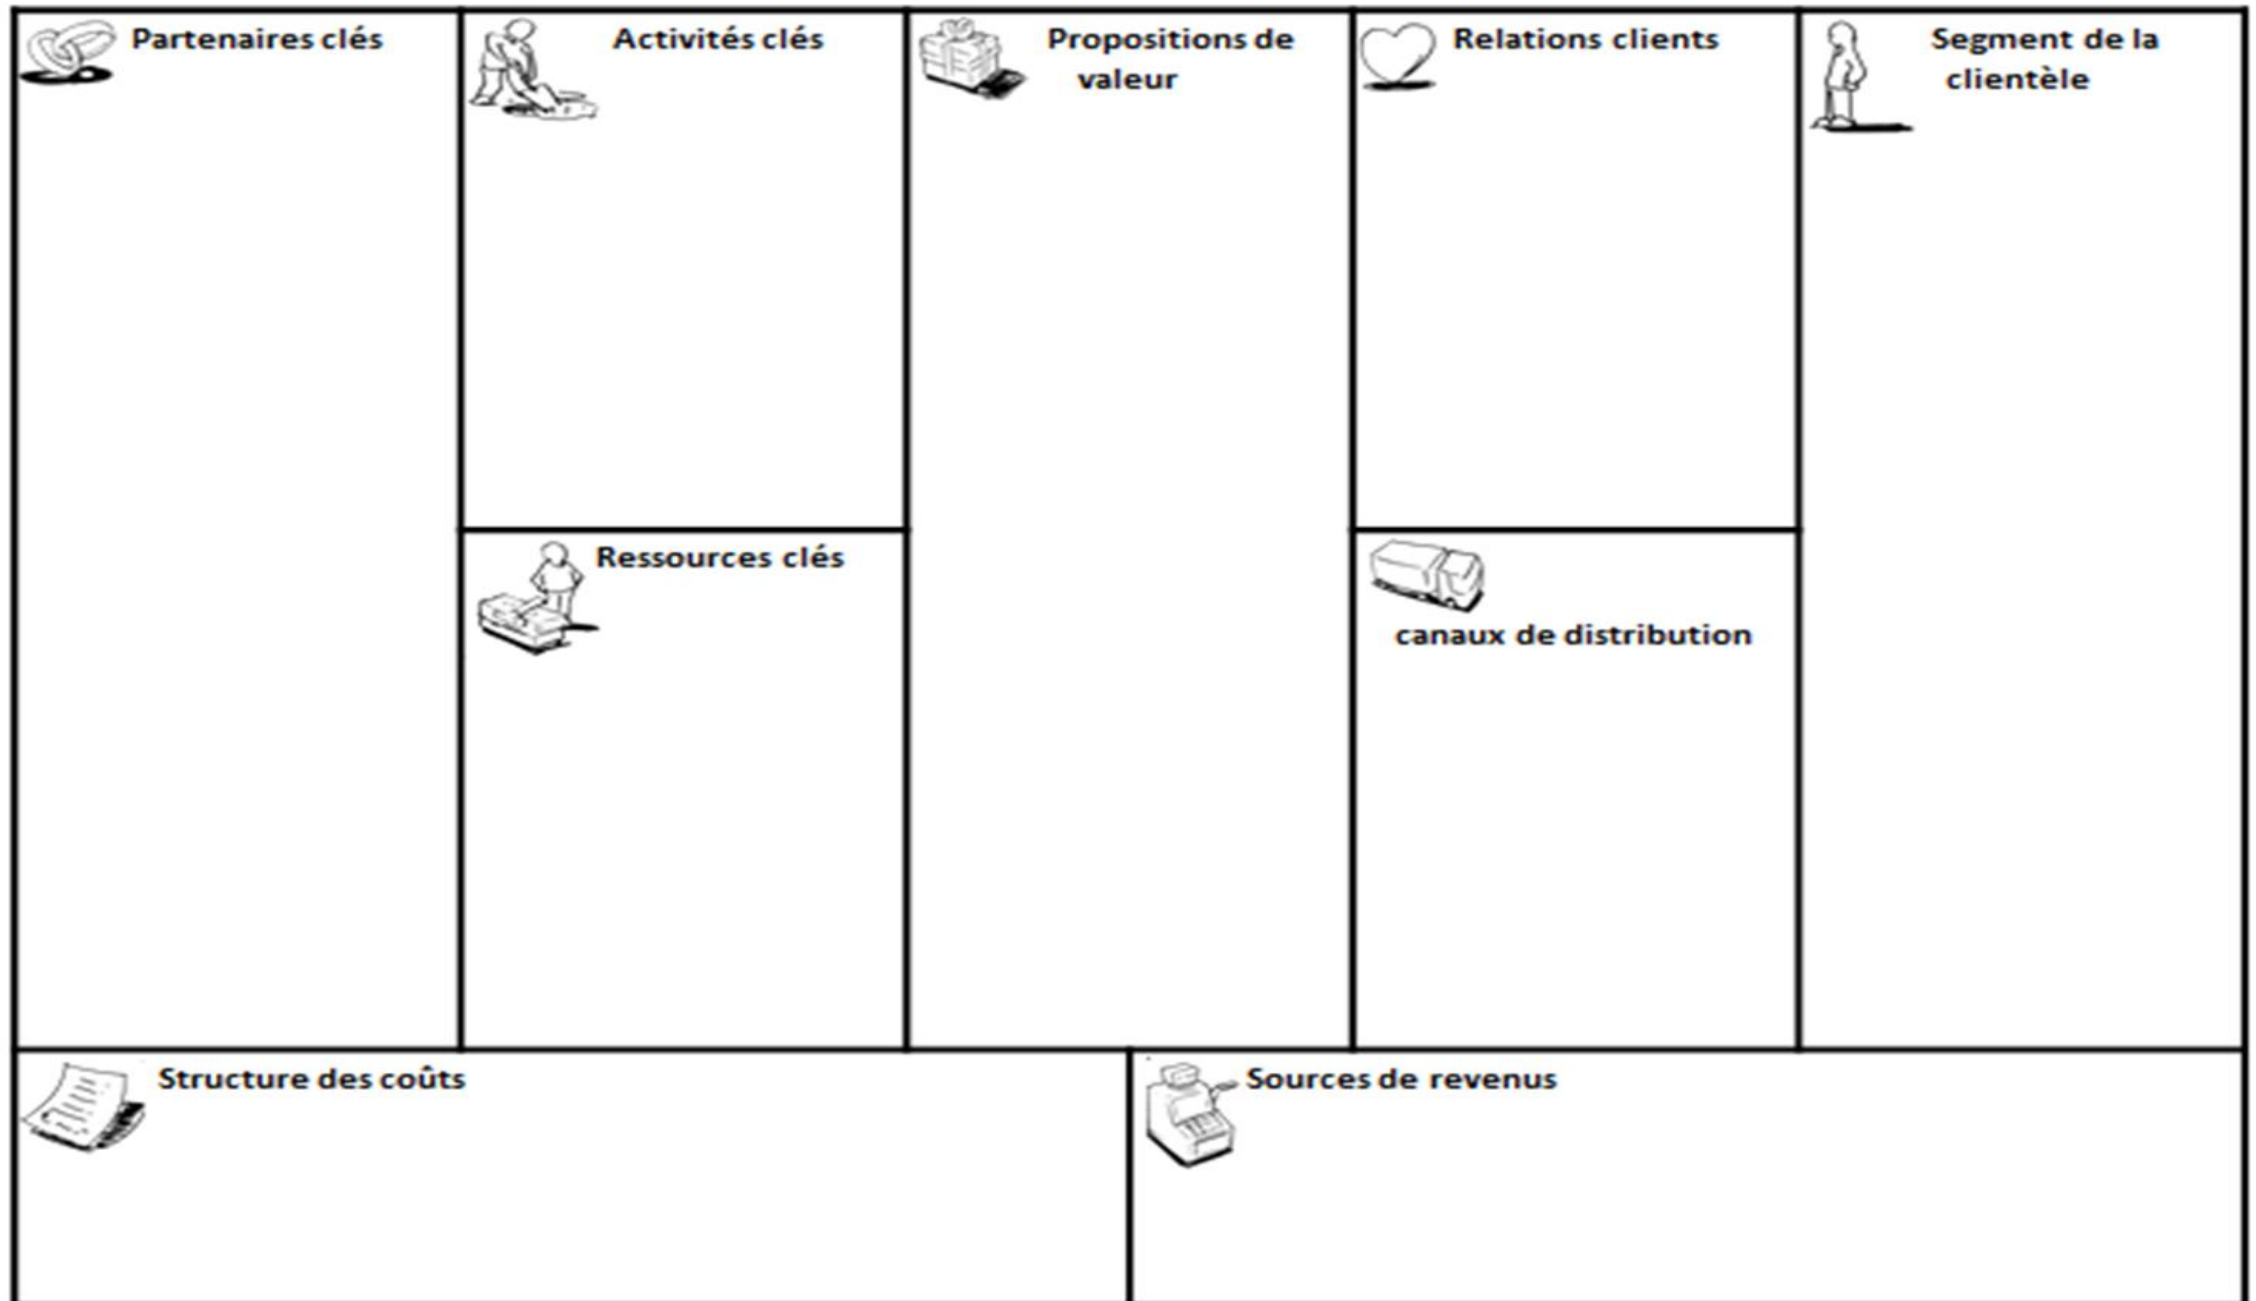 Partenaires clés
Activités clés
Propositions de
valeur
Relations clients
Segment de la
clientèle
Ressources clés
canaux de distribution
Structure des coûts
Sources de revenus